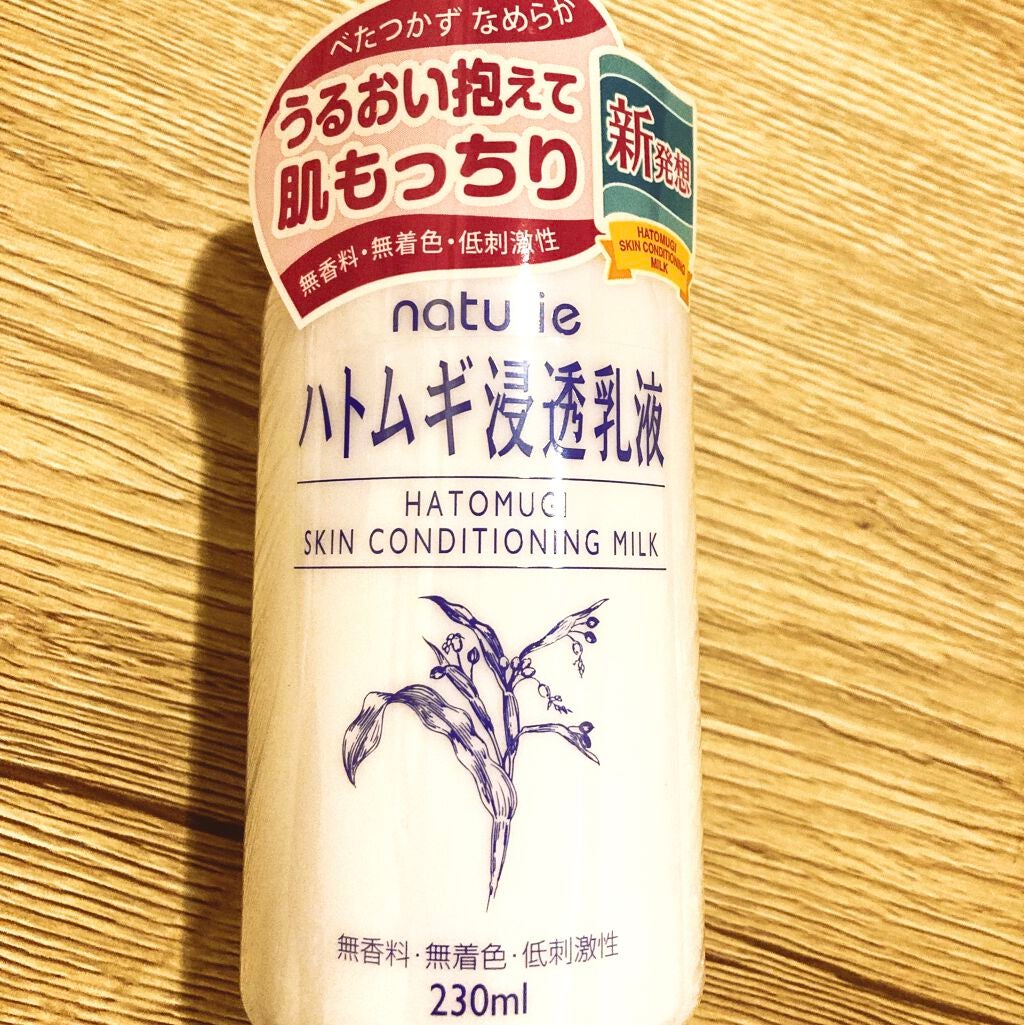 べたつかず なめらか
うるおい抱えて
肌もっちり
無香料・無着色・低刺激性
新発想
HATOMUGI
SKIN CONDITIONING
MILK
naturie
ハトムギ浸透乳液
HATOMUGI
SKIN CONDITIONING MILK
無香料・無着色・低刺激性
230ml